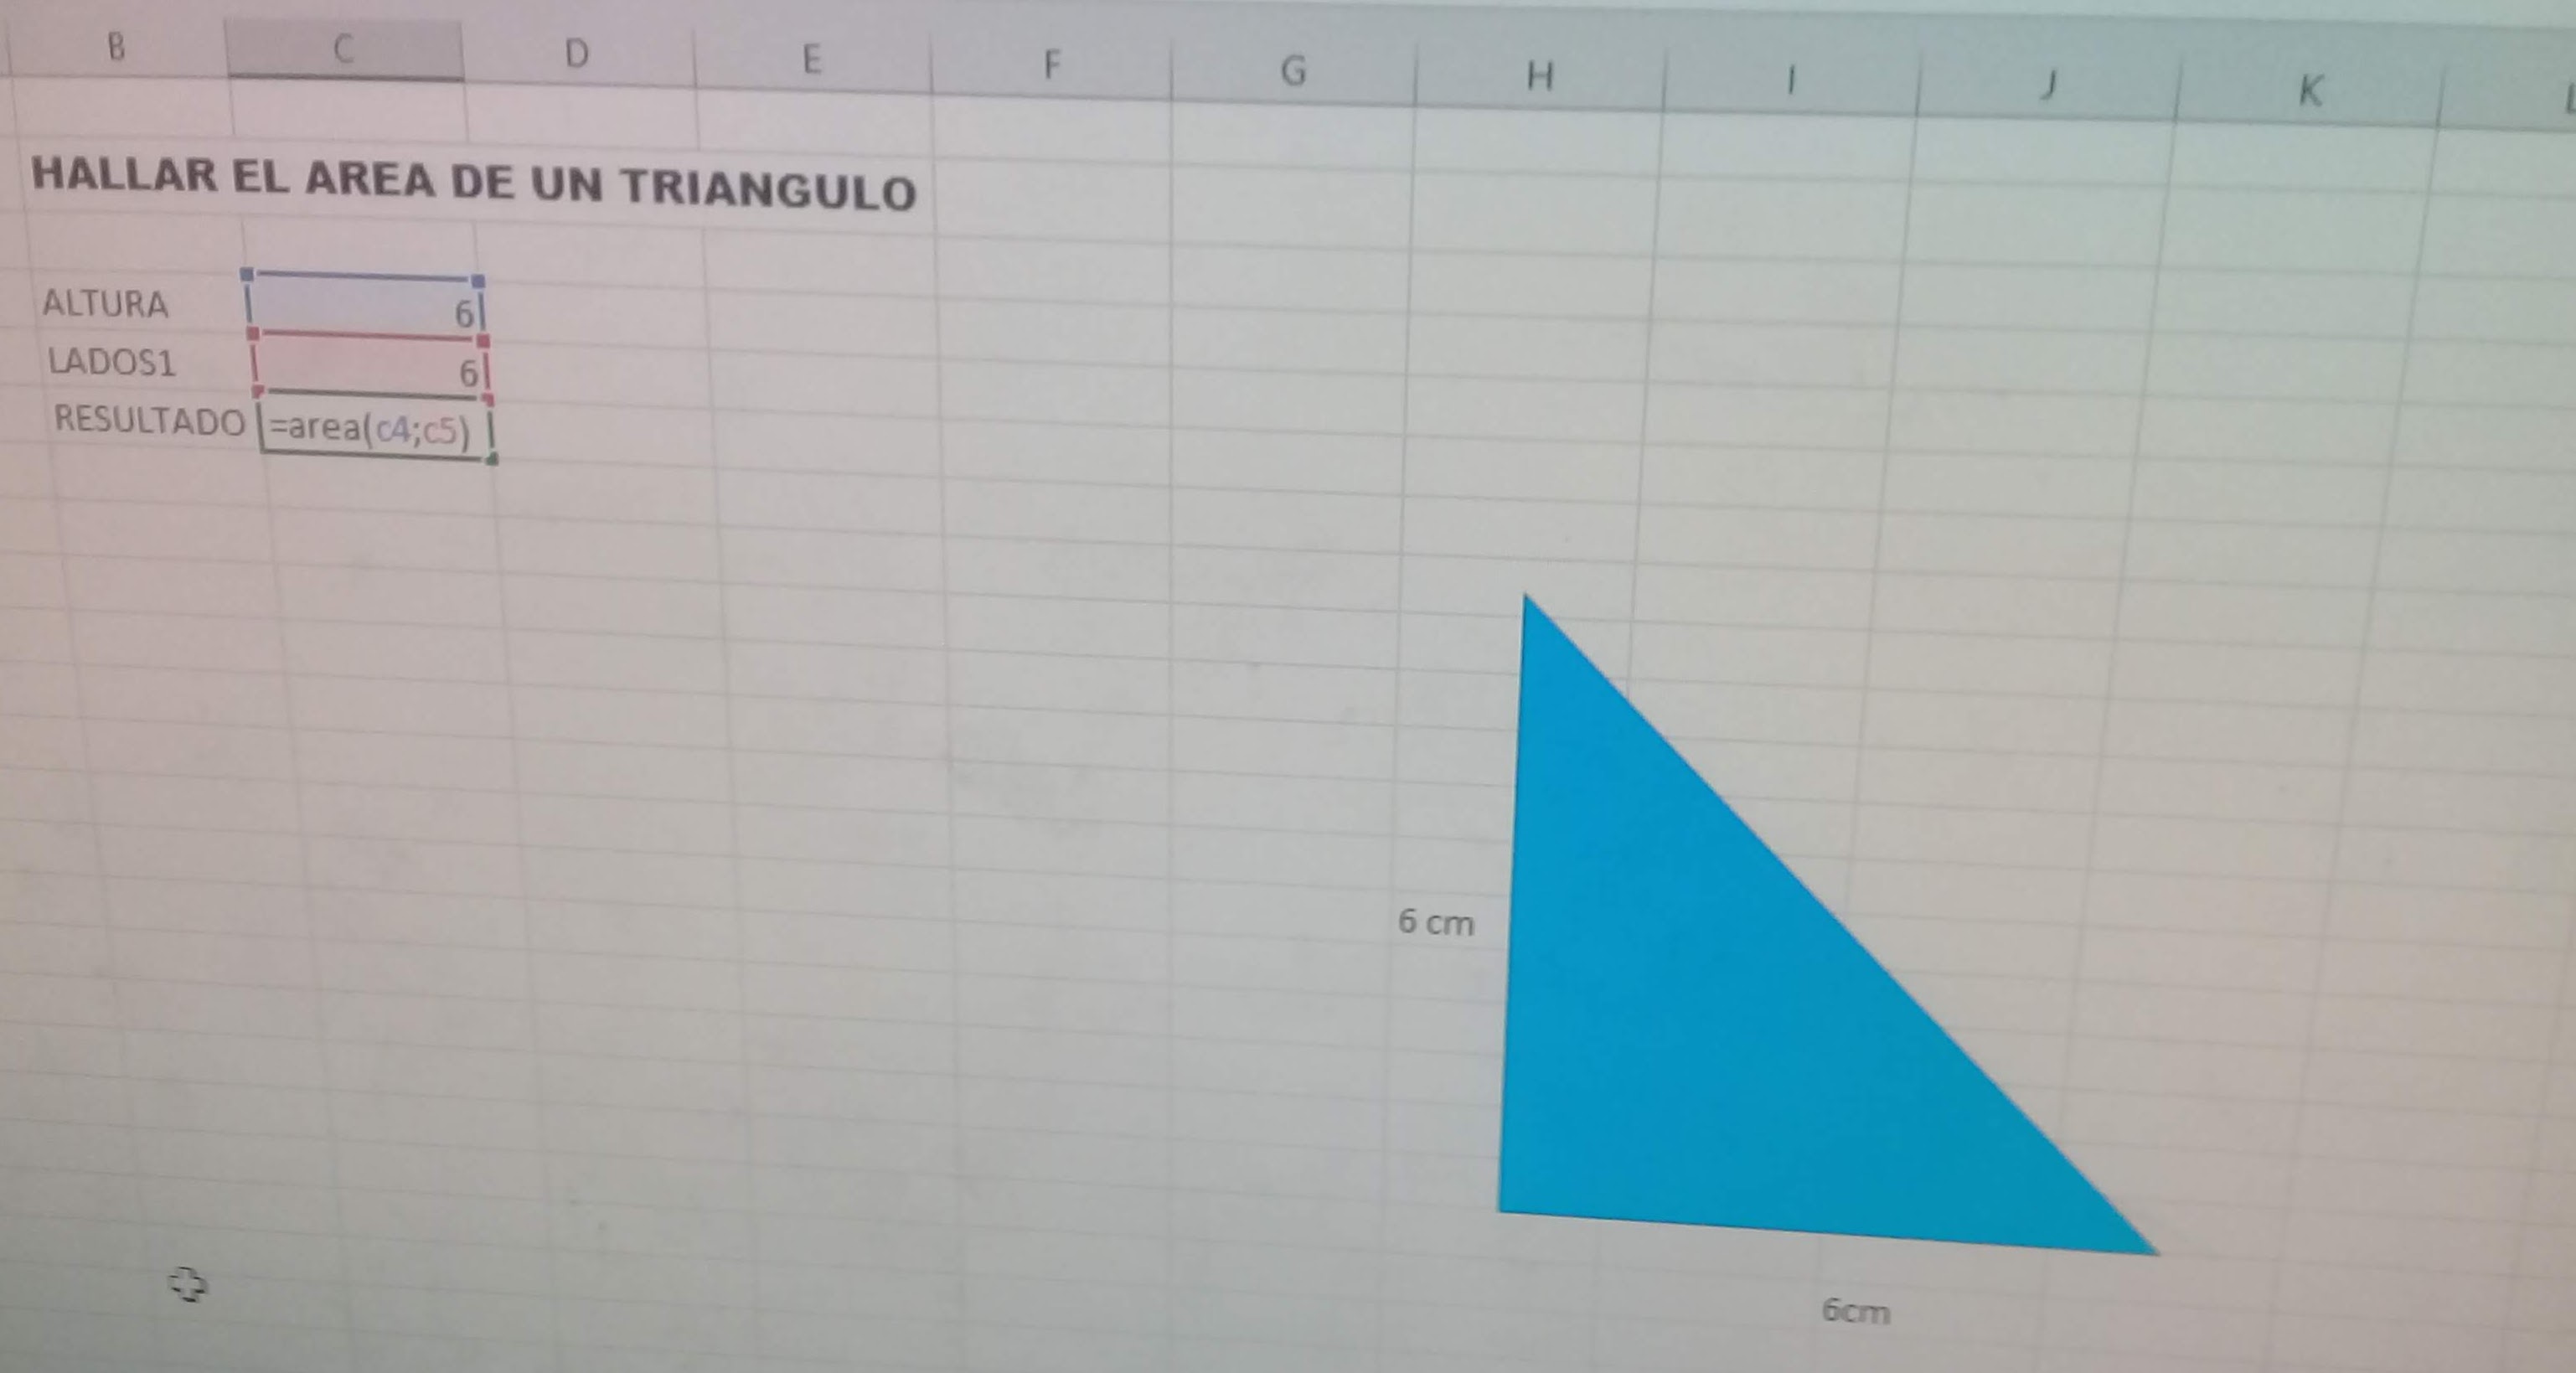 B C D E F G H I J K L
HALLAR EL AREA DE UN TRIANGULO
ALTURA 6
LADOS1 6
RESULTADO =area(c4;c5)
6 cm
6cm